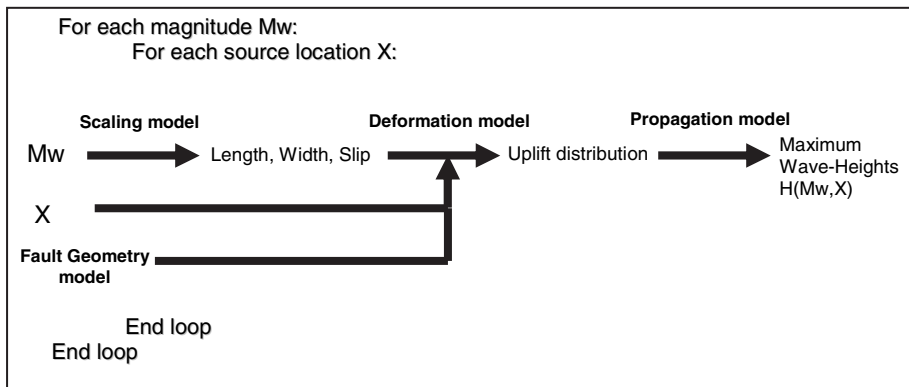 For each magnitude Mw:
For each source location X:
Scaling model
Deformation model
Propagation model
Mw
Length, Width, Slip
Uplift distribution
Maximum
Wave-Heights
H(Mw,X)
X
Fault Geometry
model
End loop
End loop